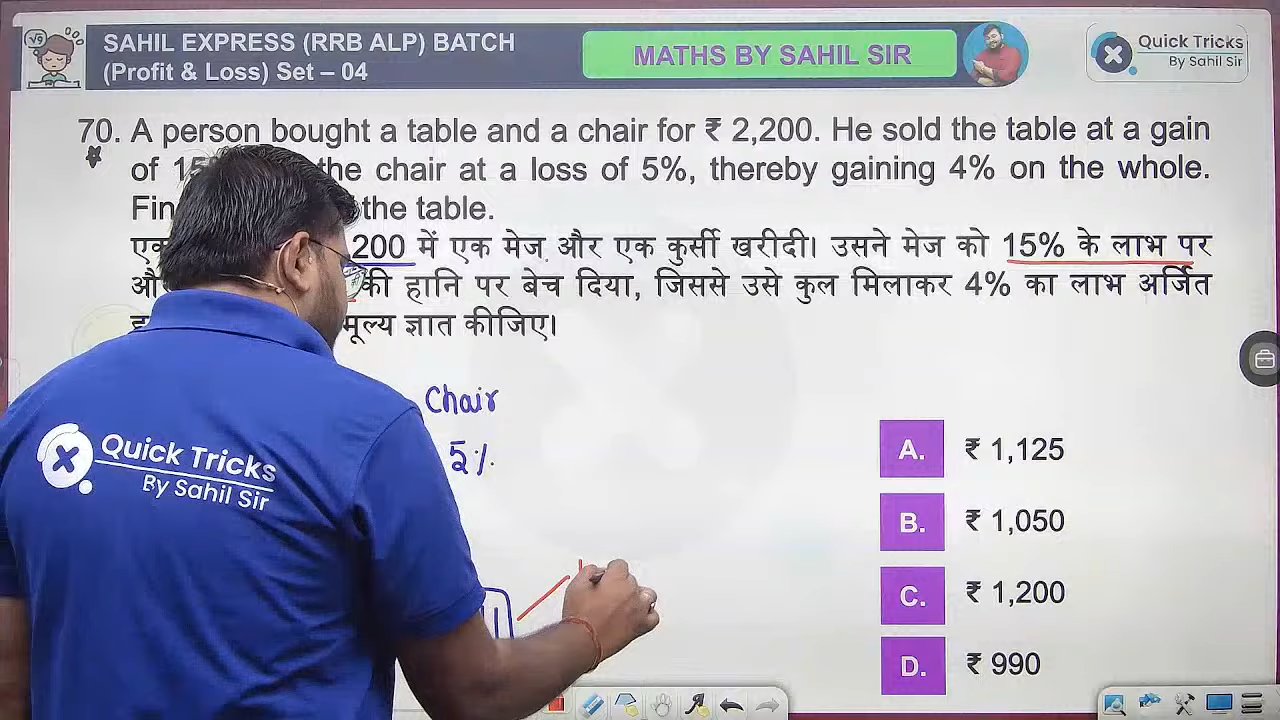 SAHIL EXPRESS (RRB ALP) BATCH
(Profit & Loss) Set – 04
MATHS BY SAHIL SIR
Quick Tricks
By Sahil Sir
70. A person bought a table and a chair for ₹ 2,200. He sold the table at a gain
of the chair at a loss of 5%, thereby gaining 4% on the whole.
the table.
में एक मेज और एक कुर्सी खरीदी। उसने मेज को 15% के लाभ पर
की हानि पर बेच दिया, जिससे उसे कुल मिलाकर 4% का लाभ अर्जित
ज्ञात कीजिए।
Chair
5%
A. ₹ 1,125
B. ₹ 1,050
C. ₹ 1,200
D. ₹ 990
Quick Tricks
By Sahil Sir